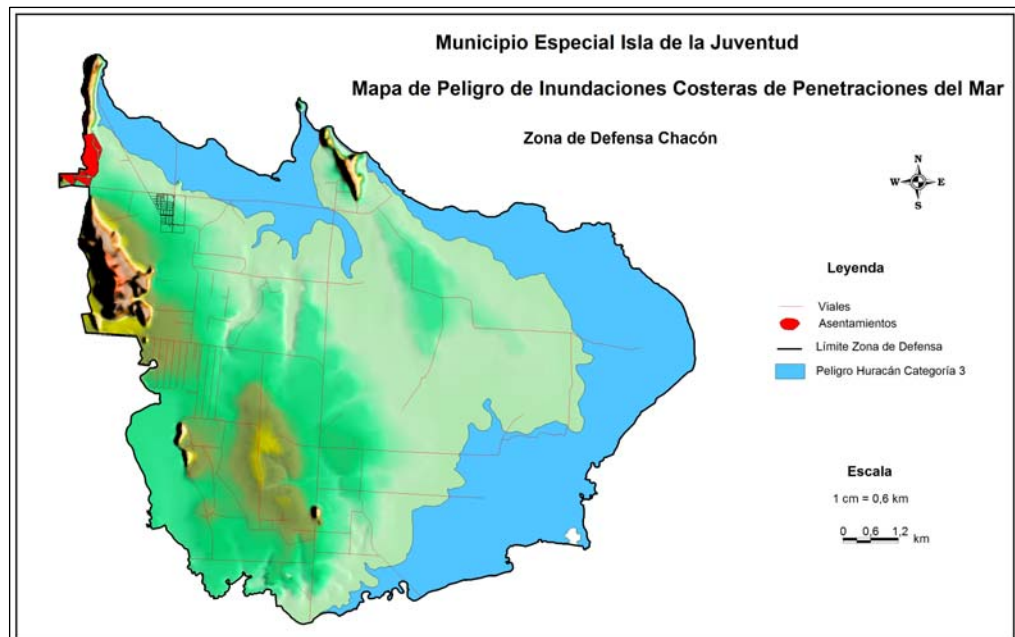 Municipio Especial Isla de la Juventud
Mapa de Peligro de Inundaciones Costeras de Penetraciones del Mar
Zona de Defensa Chacón
N
W E
S
Leyenda
Viales
Asentamientos
Límite Zona de Defensa
Peligro Huracán Categoría 3
Escala
1 cm = 0,6 km
0 0,6 1,2 km